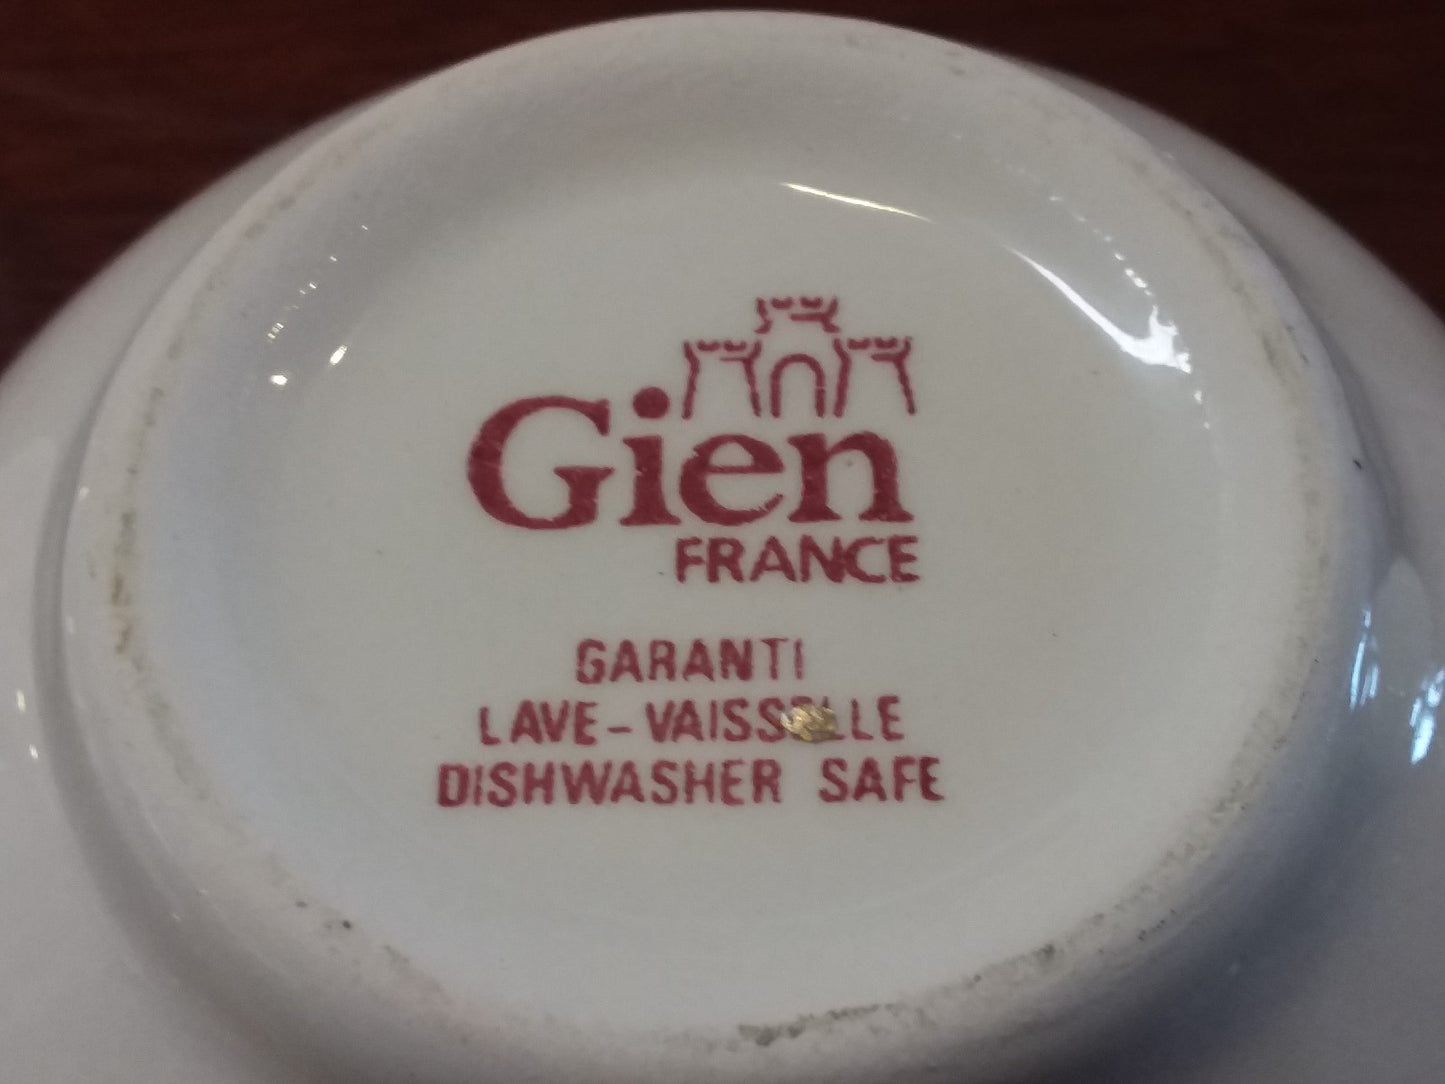 Gien
FRANCE
GARANTI
LAVE-VAISSELLE
DISHWASHER SAFE